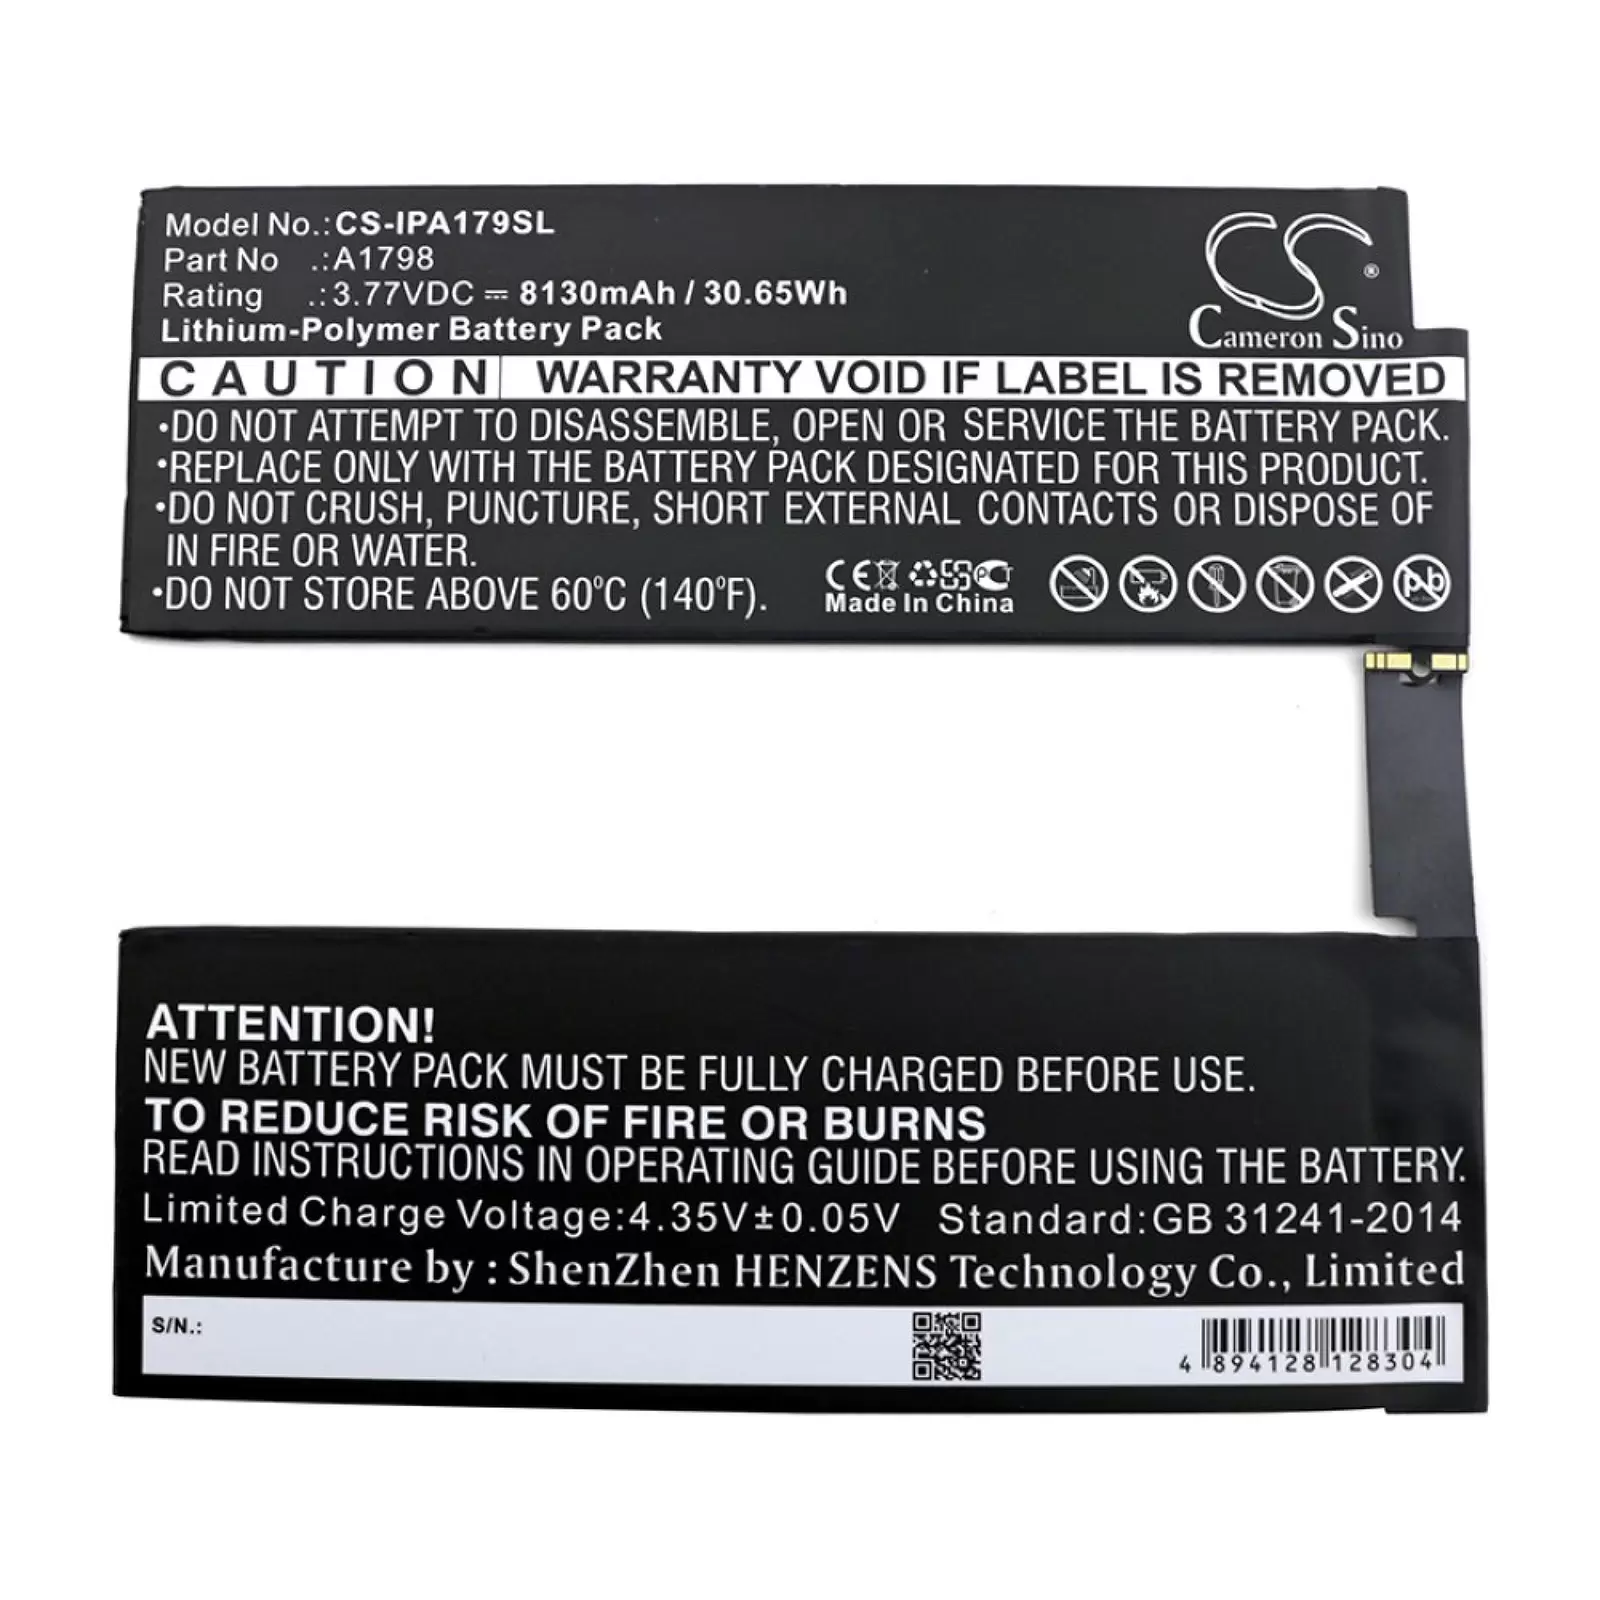 Model No.:CS-IPA179SL
Part No .:A1798
Rating .:3.77VDC ⎓ 8130mAh / 30.65Wh
Lithium-Polymer Battery Pack
CS®
Cameron Sino
CAUTION WARRANTY VOID IF LABEL IS REMOVED
•DO NOT ATTEMPT TO DISASSEMBLE, OPEN OR SERVICE THE BATTERY PACK.
•REPLACE ONLY WITH THE BATTERY PACK DESIGNATED FOR THIS PRODUCT.
•DO NOT CRUSH, PUNCTURE, SHORT EXTERNAL CONTACTS OR DISPOSE OF
IN FIRE OR WATER.
•DO NOT STORE ABOVE 60°C (140°F).
CE
Made In China
Pb
ATTENTION!
NEW BATTERY PACK MUST BE FULLY CHARGED BEFORE USE.
TO REDUCE RISK OF FIRE OR BURNS
READ INSTRUCTIONS IN OPERATING GUIDE BEFORE USING THE BATTERY.
Limited Charge Voltage:4.35V±0.05V Standard:GB 31241-2014
Manufacture by : ShenZhen HENZENS Technology Co., Limited
S/N.:
4 894128 128304